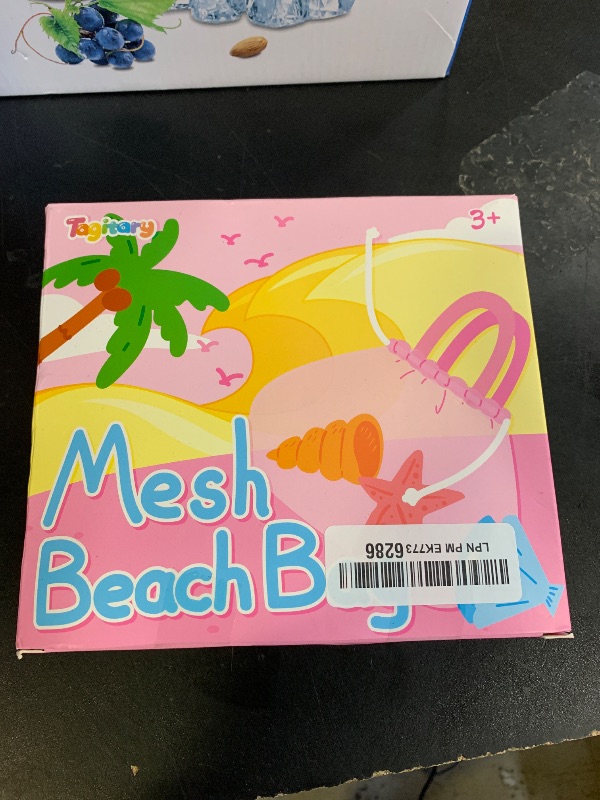 Tagitary
3+
Mesh
Beach Bag
LPN PM EK773 6286